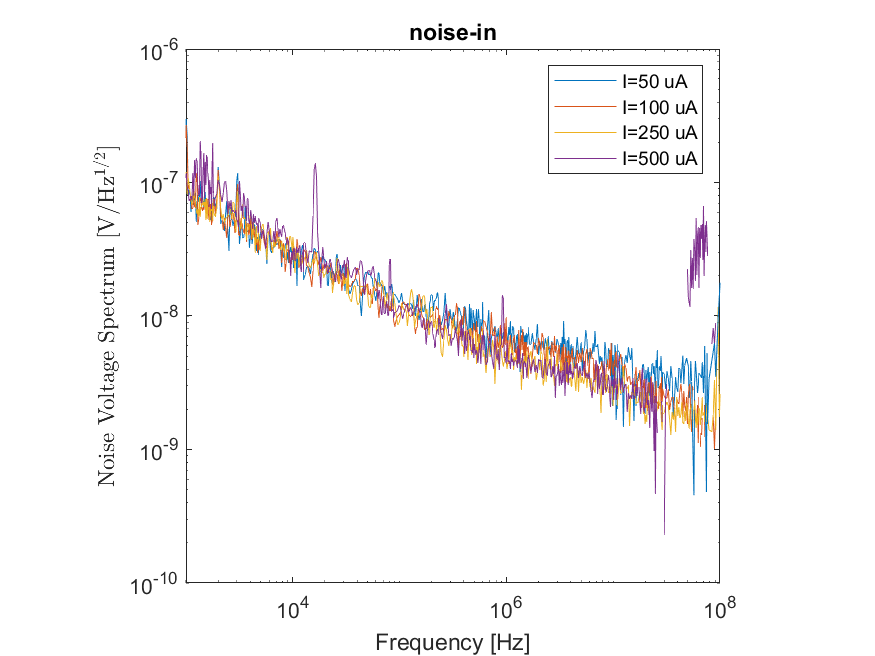 noise-in
10^-6
10^-7
10^-8
10^-9
10^-10
Noise Voltage Spectrum [V/Hz^1/2]
I=50 uA
I=100 uA
I=250 uA
I=500 uA
10^4
10^6
10^8
Frequency [Hz]